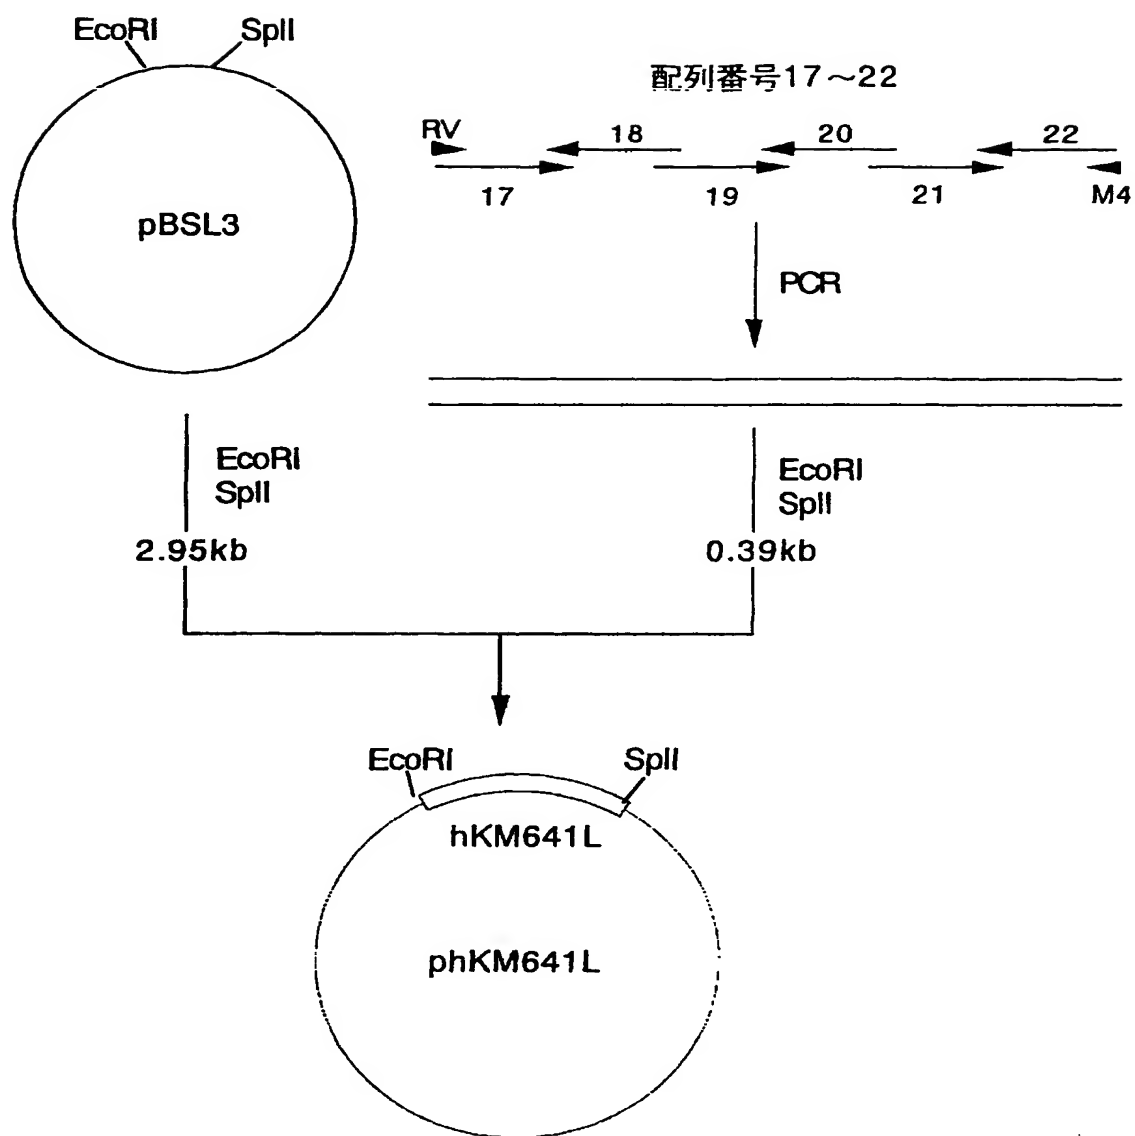 EcoRI SplI
pBSL3
配列番号17～22
RV 18 20 22
17 19 21 M4
PCR
EcoRI
SplI
2.95kb
EcoRI
SplI
0.39kb
EcoRI SplI
hKM641L
phKM641L